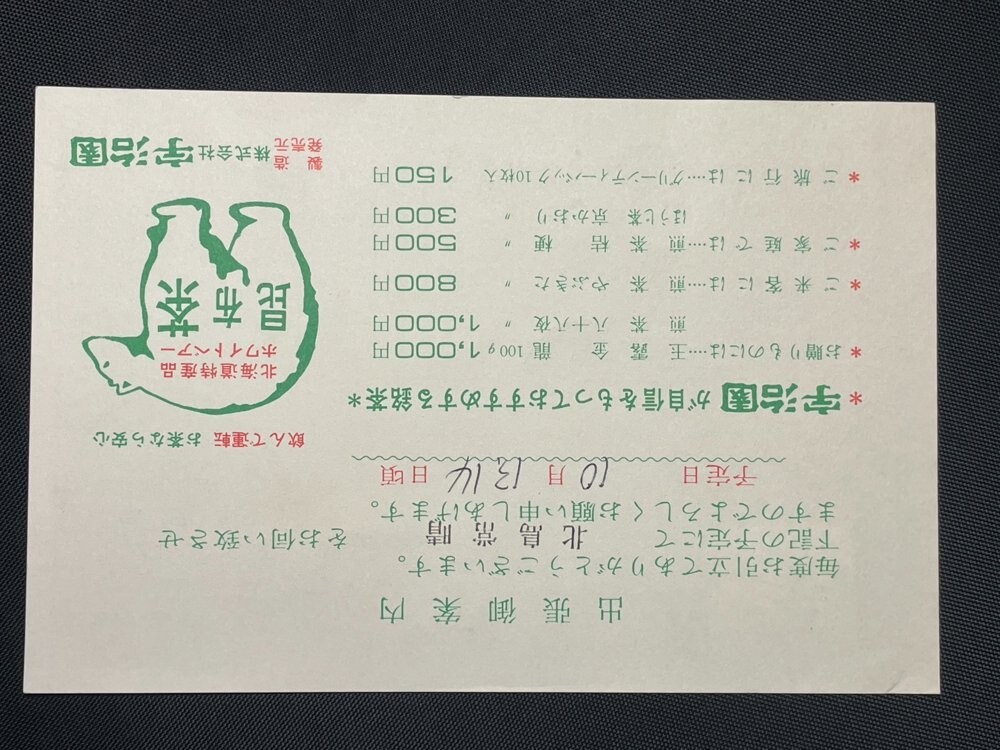 出張御案内
毎度お引立てありがとうございます。
下記の予定にて 北島常晴 をお伺い致させ
ますのでよろしくお願い申しあげます。
予定日 10月13.14日頃
*宇治園が自信をもっておすすめする銘茶*
*お贈りものには……玉露 金龍 100g 1,000円
煎茶 八十八夜 〃 1,000円
*ご来客には……煎茶 やぶきた 〃 800円
*ご家庭では……煎茶 桔梗 〃 500円
ほうじ茶 京かおり 〃 300円
*ご旅行には……グリーンティーパック10枚入 150円
飲んで運転 お茶なら安心
北海道特産品
ホワイトベアー
昆布茶
製造発売元 株式会社 宇治園